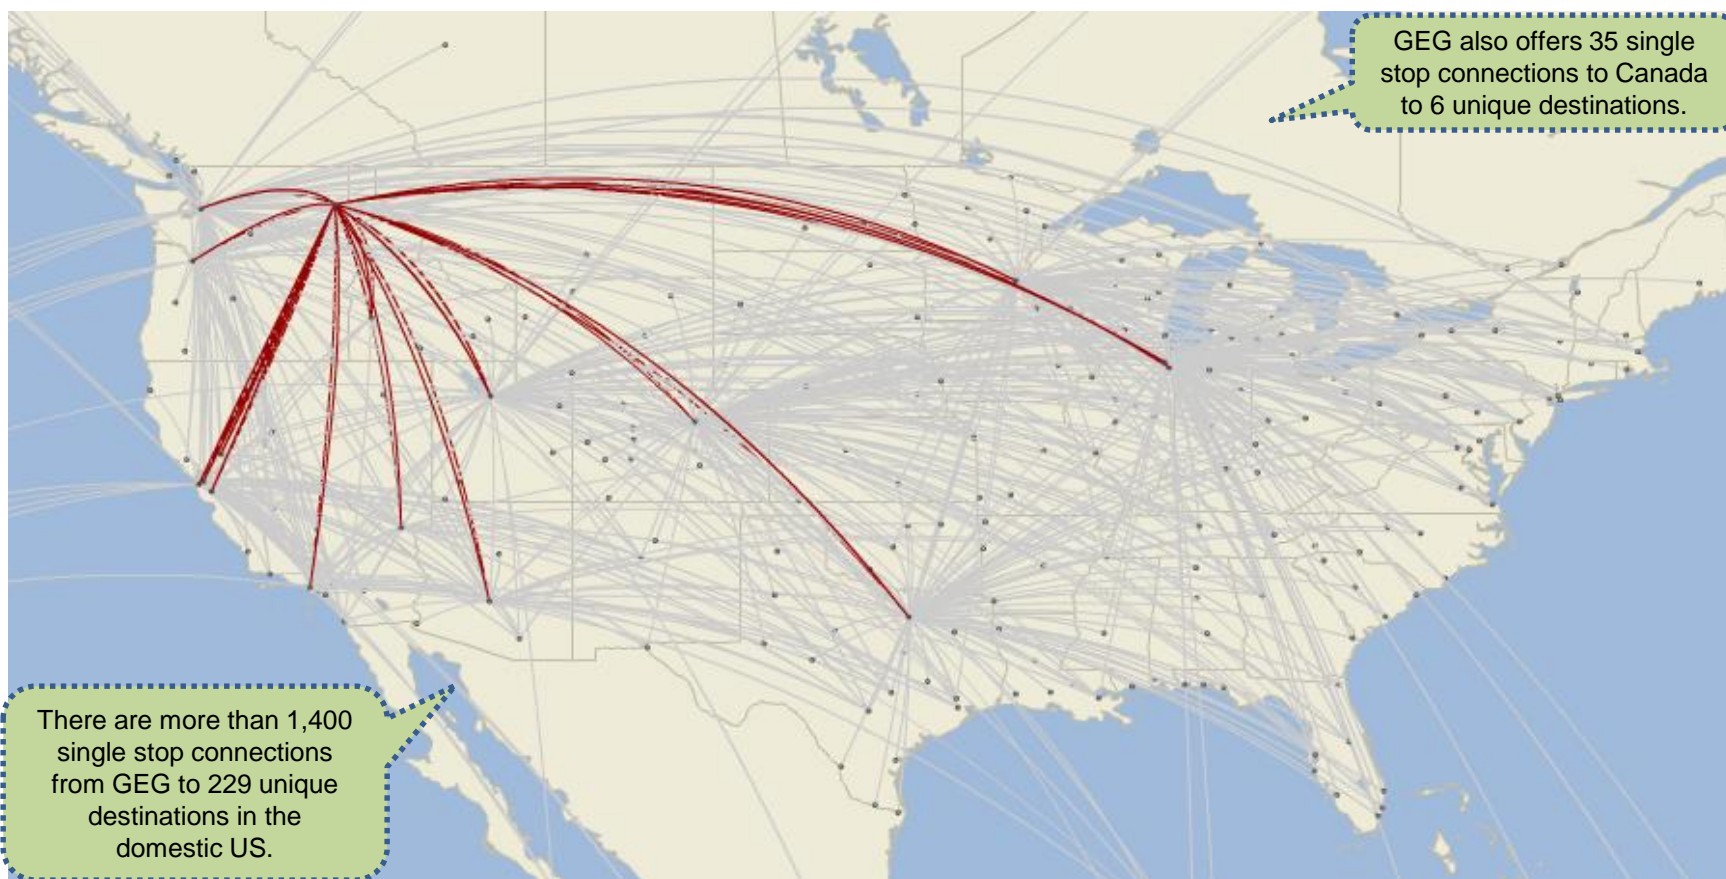 GEG also offers 35 single
stop connections to Canada
to 6 unique destinations.
There are more than 1,400
single stop connections
from GEG to 229 unique
destinations in the
domestic US.